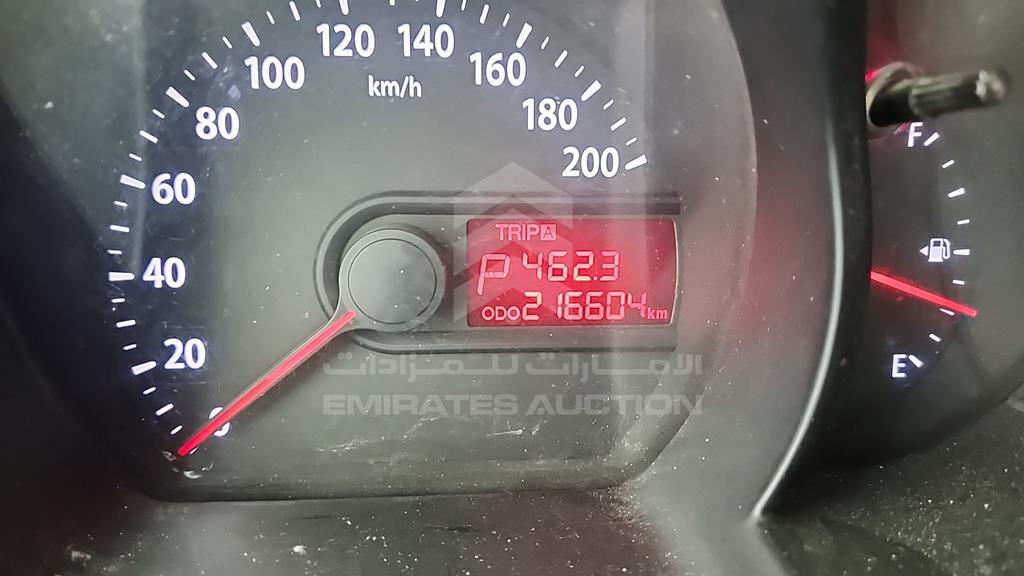 120 140
100 160
km/h
80 180
60 200
F
TRIP A
40 P 462.3
ODO 216604 km
20 E
0
الامارات للمزادات
EMIRATES AUCTION